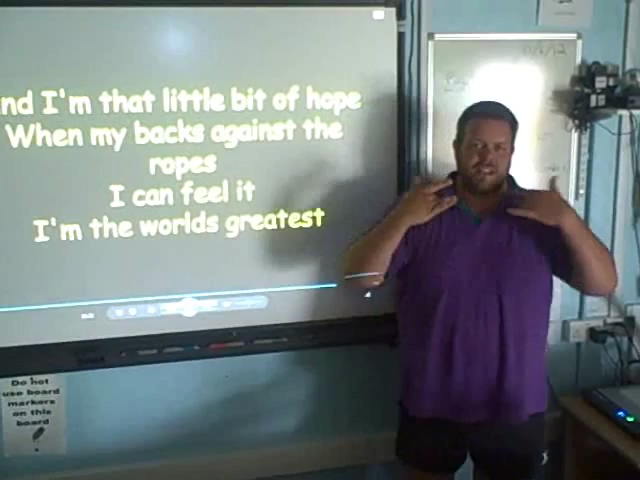 nd I'm that little bit of hope
When my backs against the
ropes
I can feel it
I'm the worlds greatest
Do not
use board
markers
on this
board